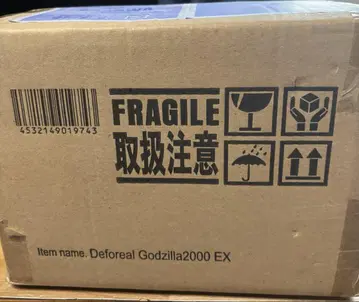 FRAGILE
取扱注意
4532149019743
Item name. Deforeal Godzilla2000 EX